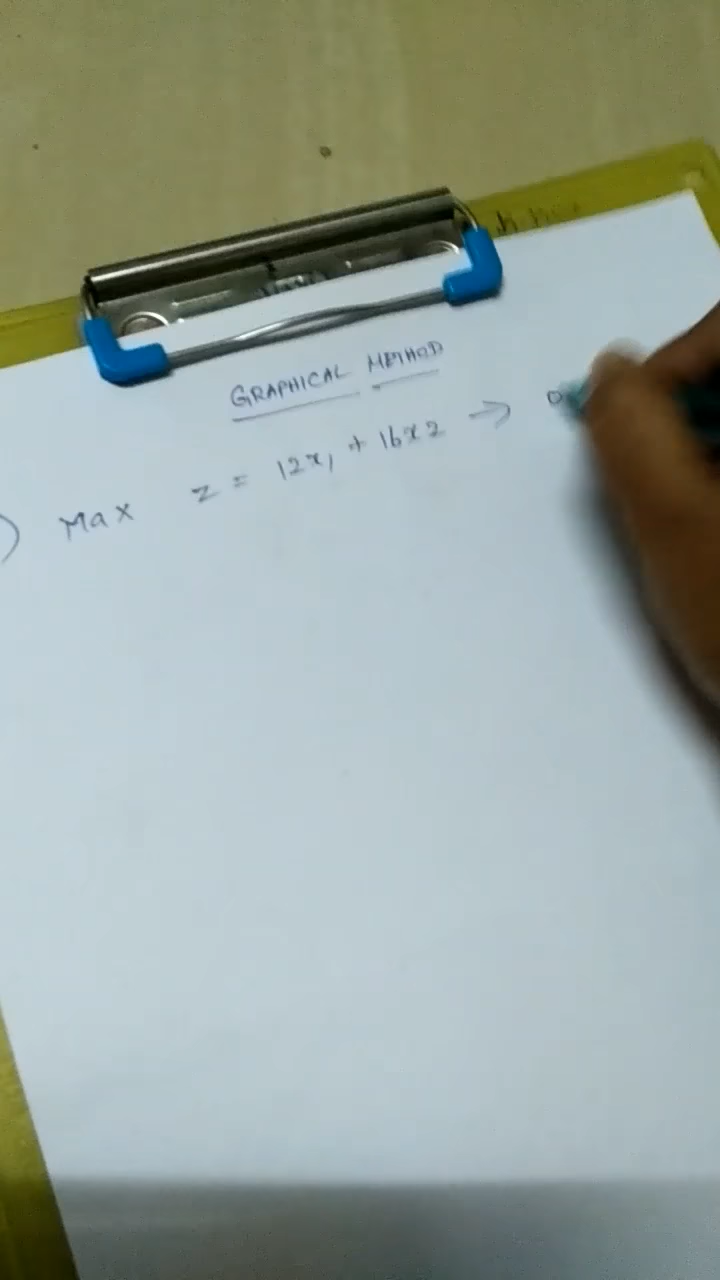 GRAPHICAL METHOD
) Max z = 12x1 + 16x2 →